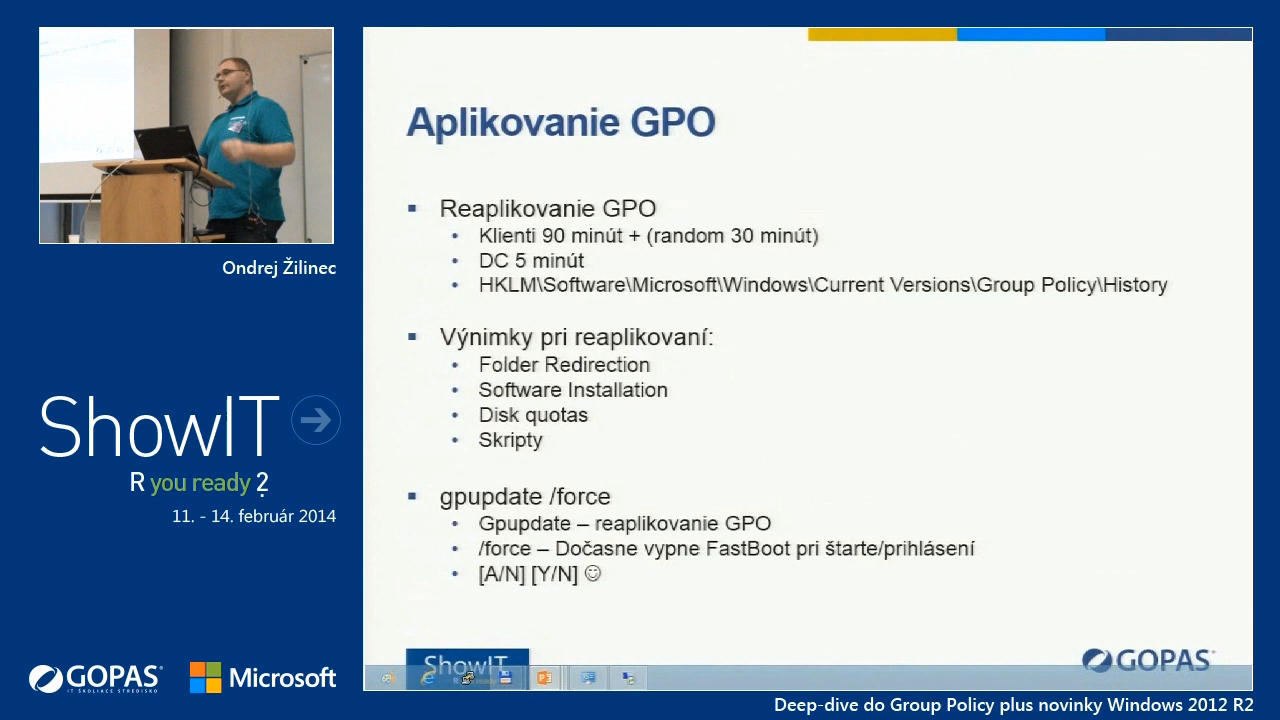 Ondrej Žilinec
ShowIT
R you ready ?
11. - 14. február 2014
GOPAS
IT ŠKOLIACE STREDISKO
Microsoft
Aplikovanie GPO
Reaplikovanie GPO
Klienti 90 minút + (random 30 minút)
DC 5 minút
HKLM\Software\Microsoft\Windows\Current Versions\Group Policy\History
Výnimky pri reaplikovaní:
Folder Redirection
Software Installation
Disk quotas
Skripty
gpupdate /force
Gpupdate – reaplikovanie GPO
/force – Dočasne vypne FastBoot pri štarte/prihlásení
[A/N] [Y/N] ☺
ShowIT
GOPAS
Deep-dive do Group Policy plus novinky Windows 2012 R2